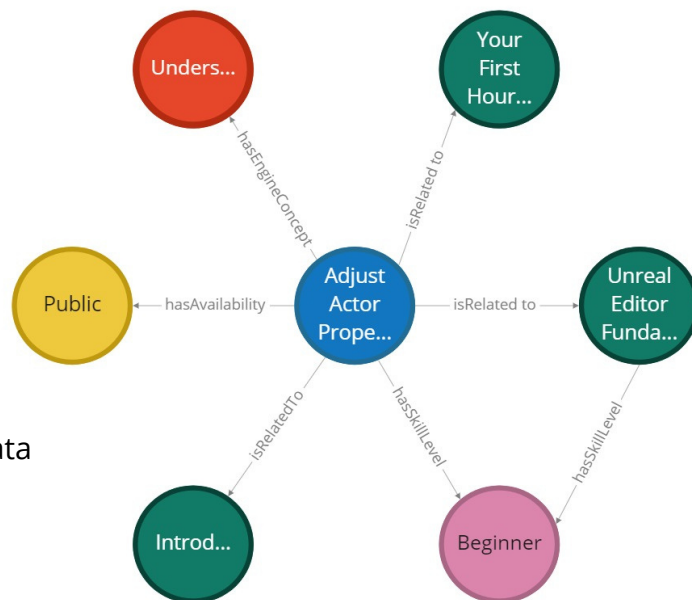 Unders...
Your
First
Hour...
hasEngineConcept
isRelated to
Public
hasAvailability
Adjust
Actor
Prope...
isRelated to
Unreal
Editor
Funda...
isRelatedTo
hasSkillLevel
hasSkillLevel
ata
Introd...
Beginner